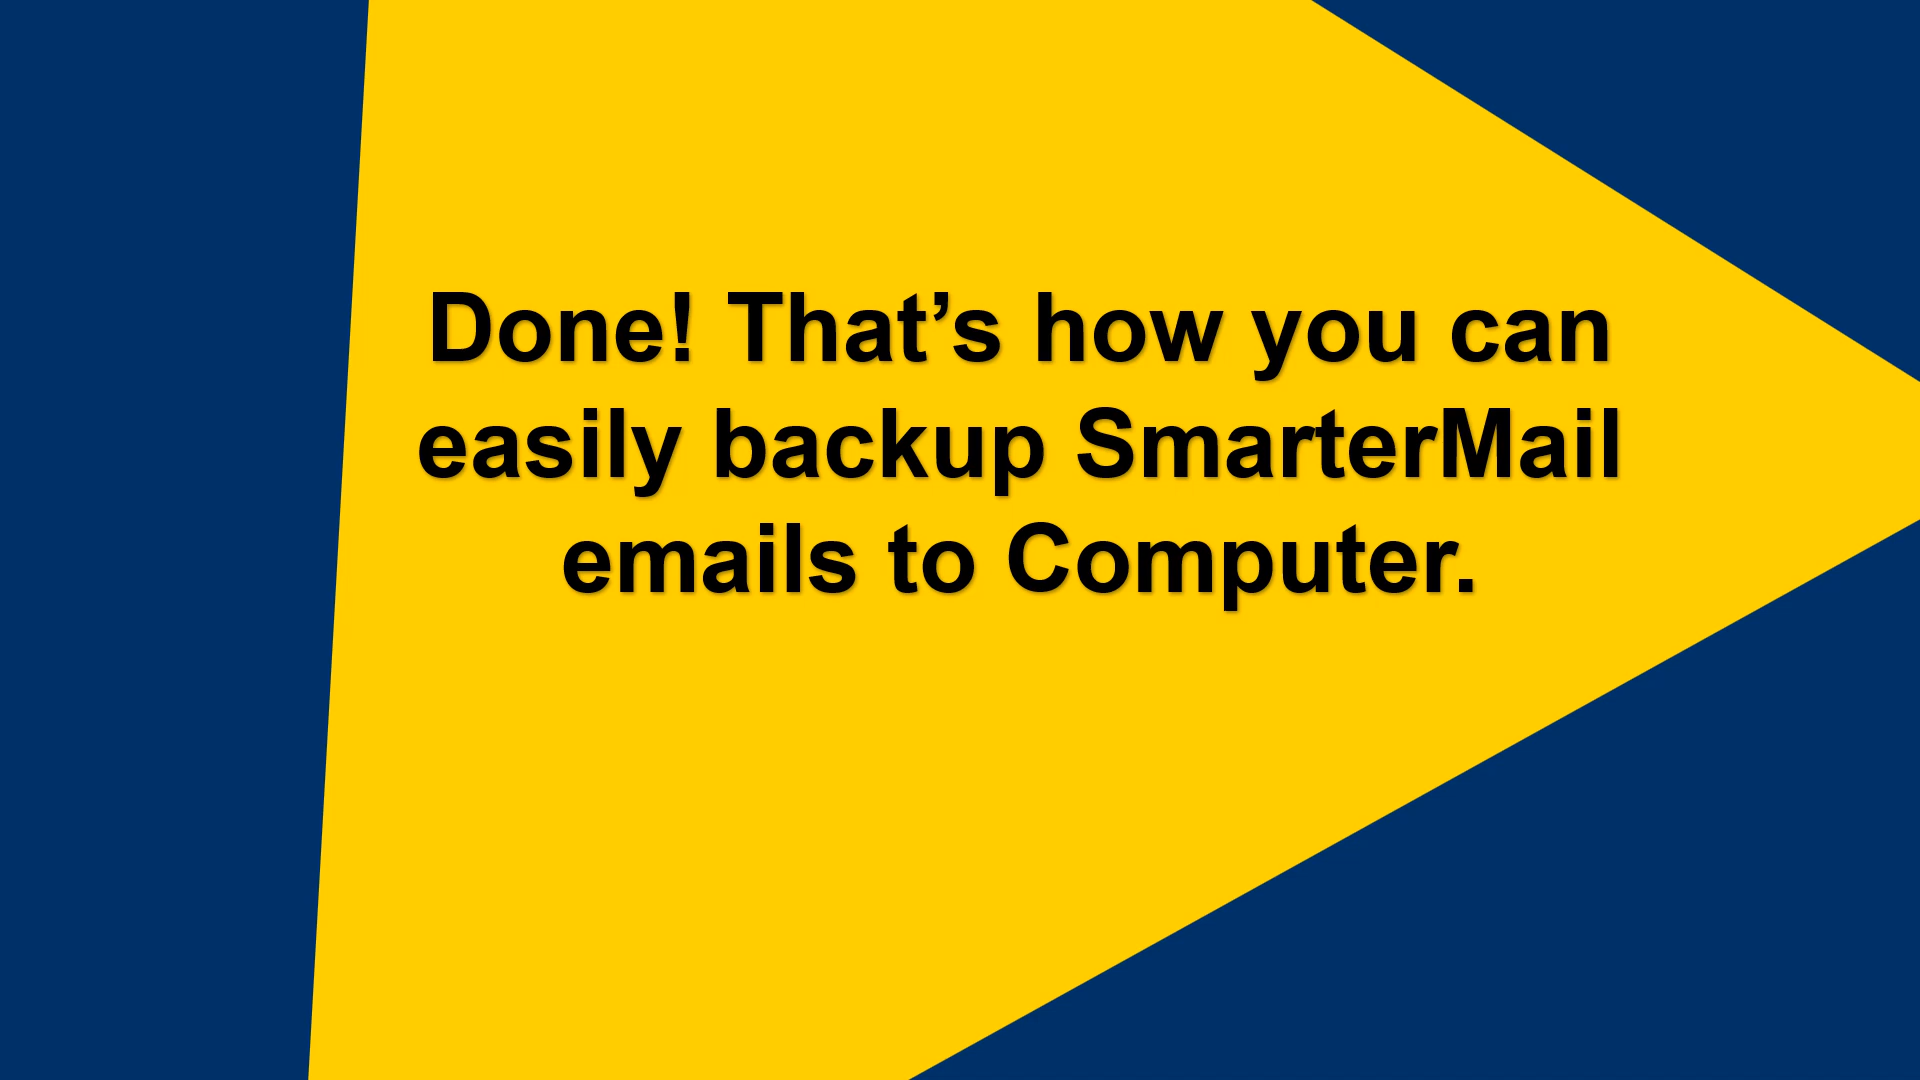 Done! That’s how you can
easily backup SmarterMail
emails to Computer.